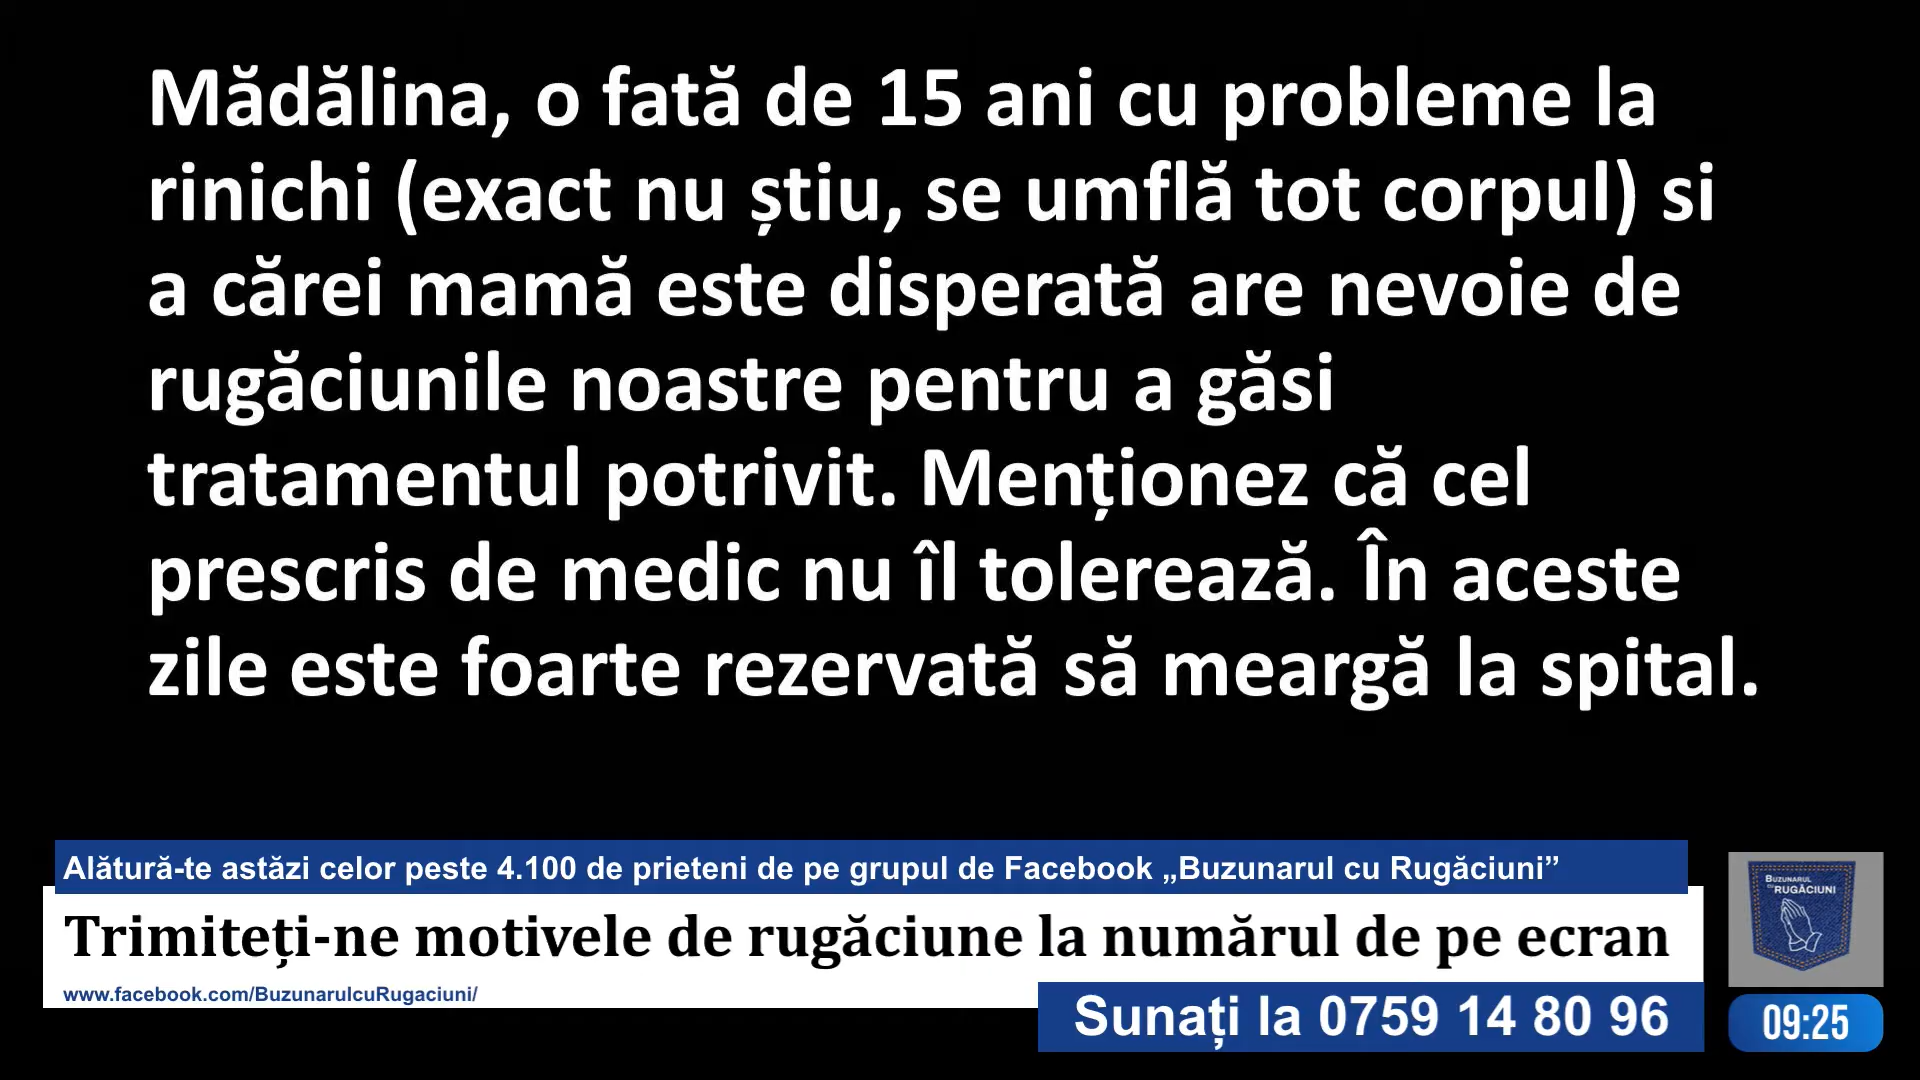 Mădălina, o fată de 15 ani cu probleme la
rinichi (exact nu știu, se umflă tot corpul) si
a cărei mamă este disperată are nevoie de
rugăciunile noastre pentru a găsi
tratamentul potrivit. Menționez că cel
prescris de medic nu îl tolerează. În aceste
zile este foarte rezervată să meargă la spital.
Alătură-te astăzi celor peste 4.100 de prieteni de pe grupul de Facebook „Buzunarul cu Rugăciuni”
Trimiteți-ne motivele de rugăciune la numărul de pe ecran
www.facebook.com/BuzunarulcuRugaciuni/
Sunați la 0759 14 80 96
BUZUNARUL
CU RUGĂCIUNI
09:25